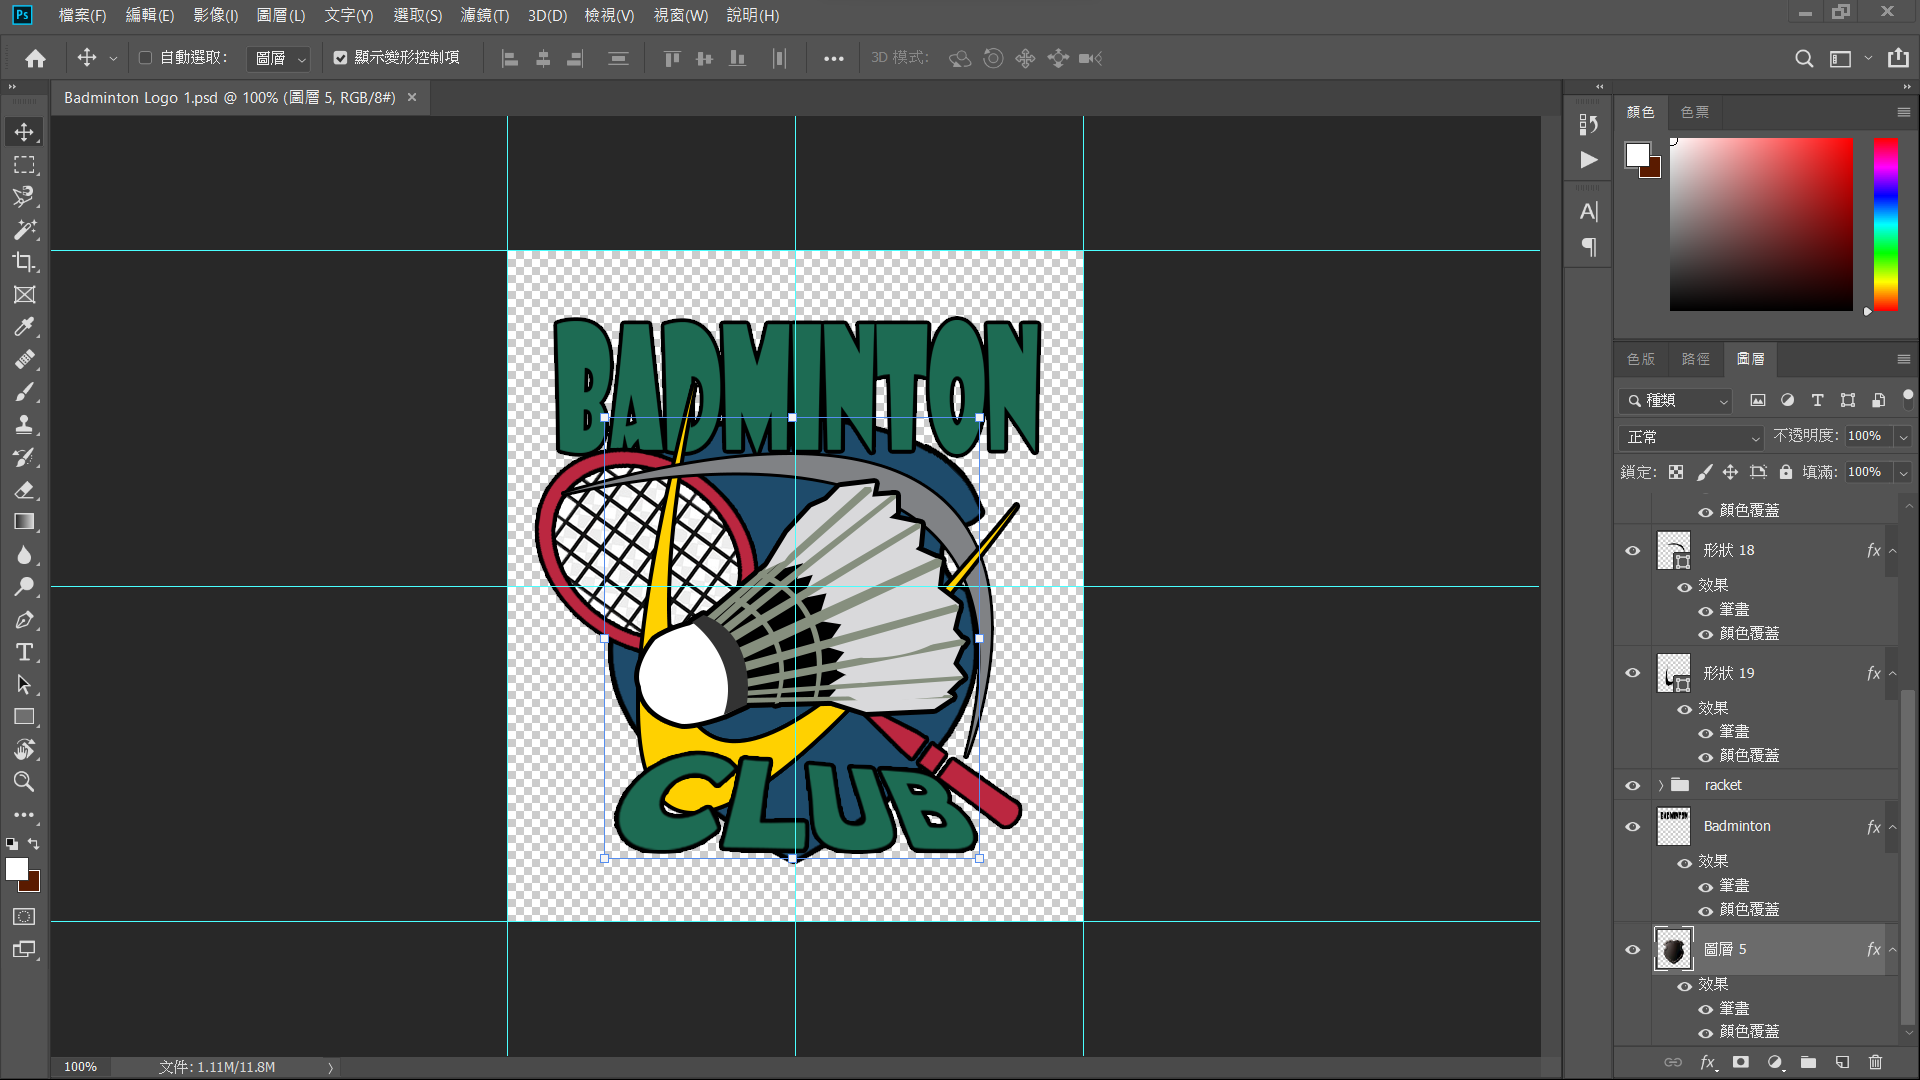 Ps 檔案(F) 編輯(E) 影像(I) 圖層(L) 文字(Y) 選取(S) 濾鏡(T) 3D(D) 檢視(V) 視窗(W) 說明(H)
自動選取: 圖層 顯示變形控制項 3D 模式:
Badminton Logo 1.psd @ 100% (圖層 5, RGB/8#)
BADMINTON
CLUB
100% 文件: 1.11M/11.8M
顏色 色票
色版 路徑 圖層
種類
正常 不透明度: 100%
鎖定: 填滿: 100%
顏色覆蓋
形狀 18 fx
效果
筆畫
顏色覆蓋
形狀 19 fx
效果
筆畫
顏色覆蓋
racket
BADMINTON
Badminton fx
效果
筆畫
顏色覆蓋
圖層 5 fx
效果
筆畫
顏色覆蓋
fx